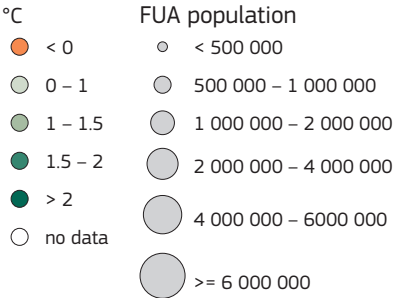 °C
< 0
0 – 1
1 – 1.5
1.5 – 2
> 2
no data
FUA population
< 500 000
500 000 – 1 000 000
1 000 000 – 2 000 000
2 000 000 – 4 000 000
4 000 000 – 6000 000
>= 6 000 000